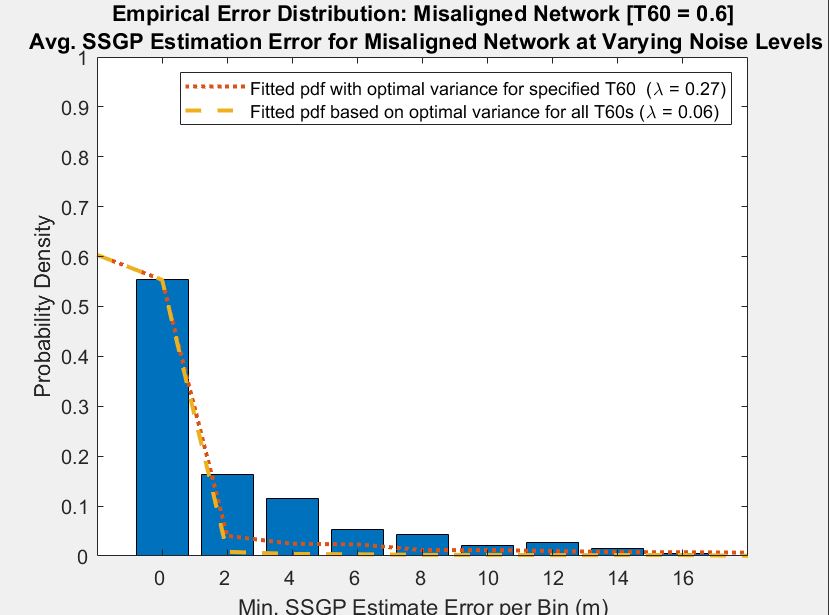 Empirical Error Distribution: Misaligned Network [T60 = 0.6]
Avg. SSGP Estimation Error for Misaligned Network at Varying Noise Levels
Fitted pdf with optimal variance for specified T60 (λ = 0.27)
Fitted pdf based on optimal variance for all T60s (λ = 0.06)
Probability Density
1
0.9
0.8
0.7
0.6
0.5
0.4
0.3
0.2
0.1
0
0 2 4 6 8 10 12 14 16
Min. SSGP Estimate Error per Bin (m)